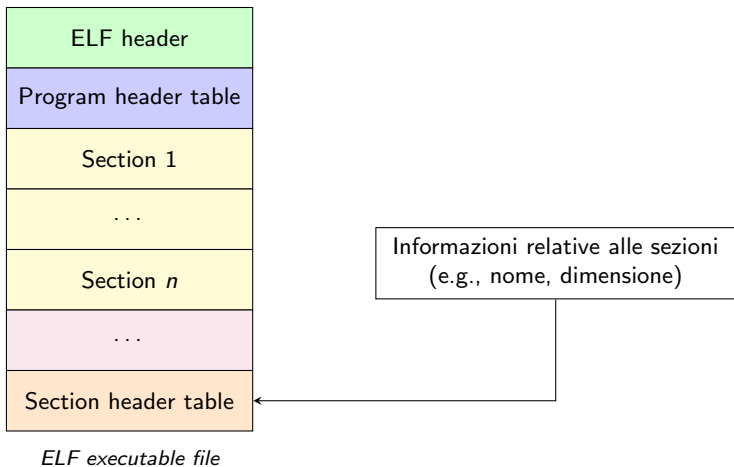 ELF header
Program header table
Section 1
...
Section n
...
Section header table
ELF executable file
Informazioni relative alle sezioni
(e.g., nome, dimensione)